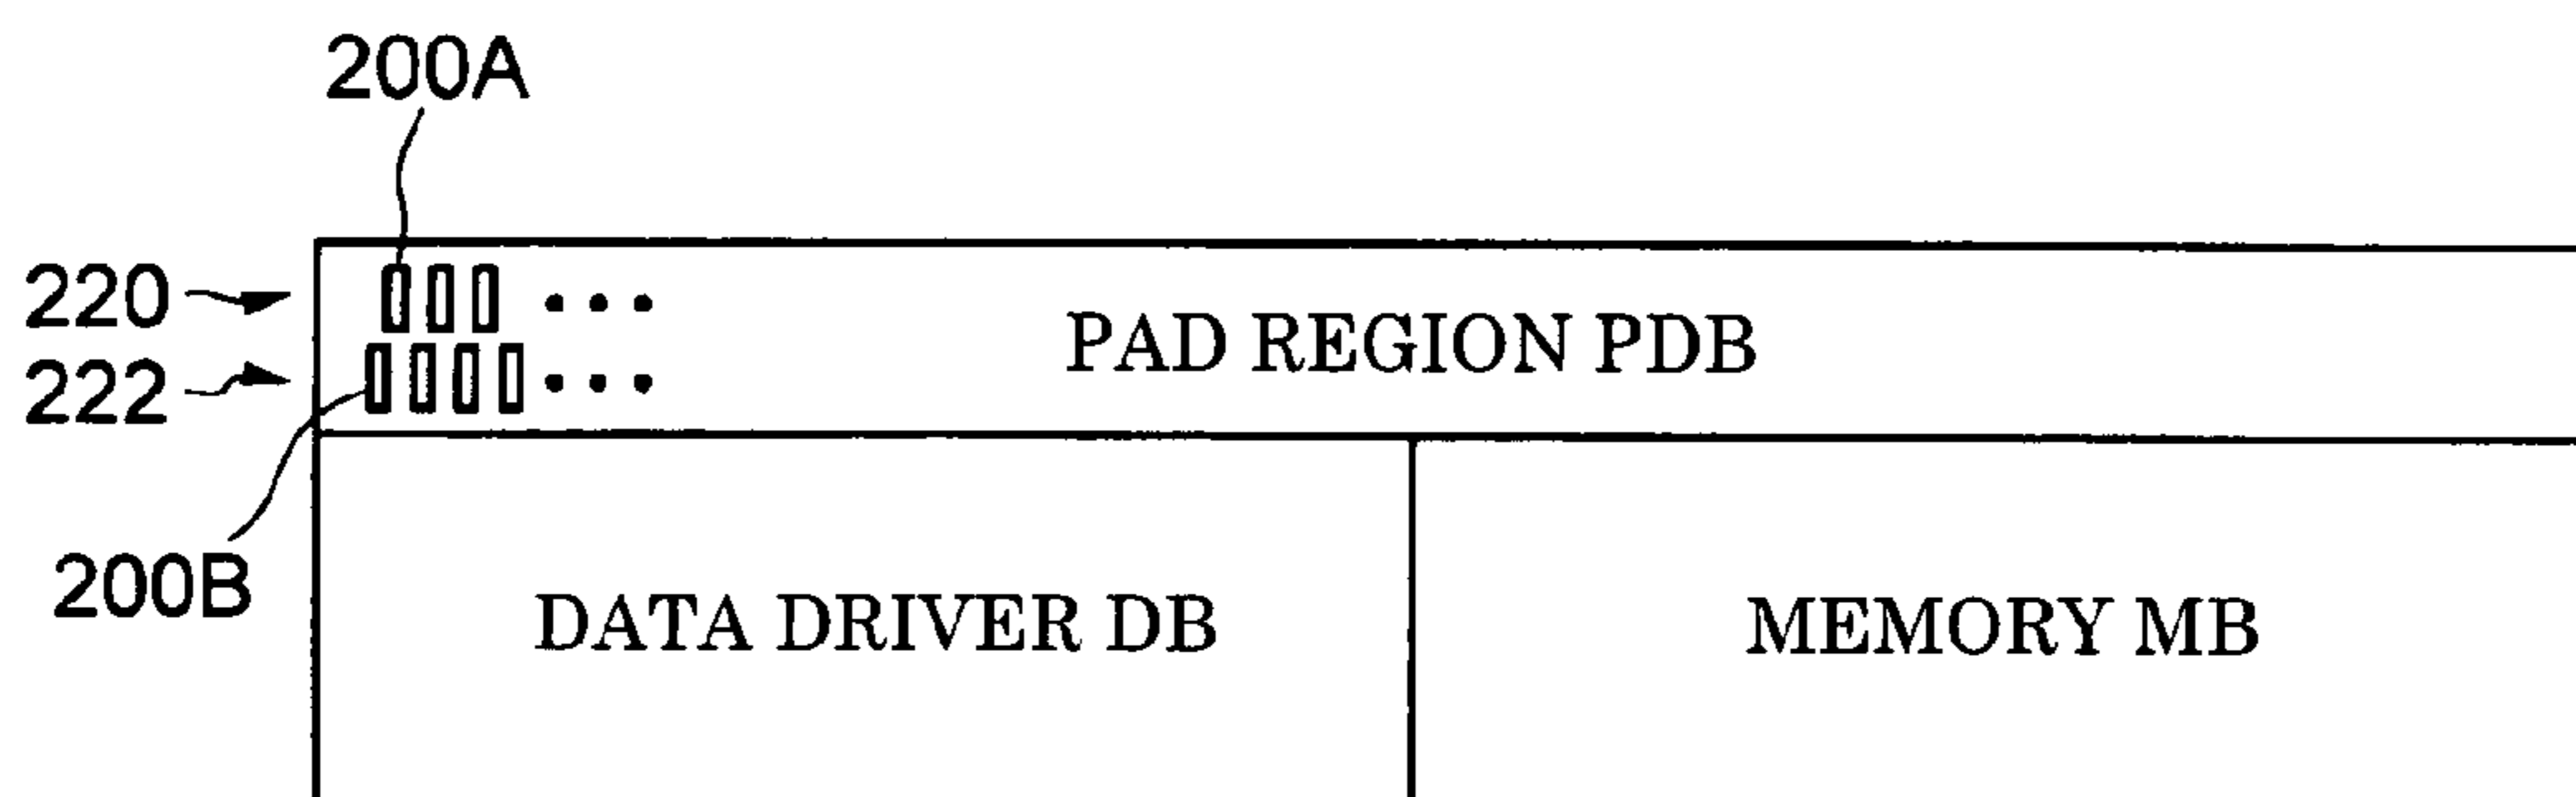 200A
220
PAD REGION PDB
222
200B
DATA DRIVER DB
MEMORY MB